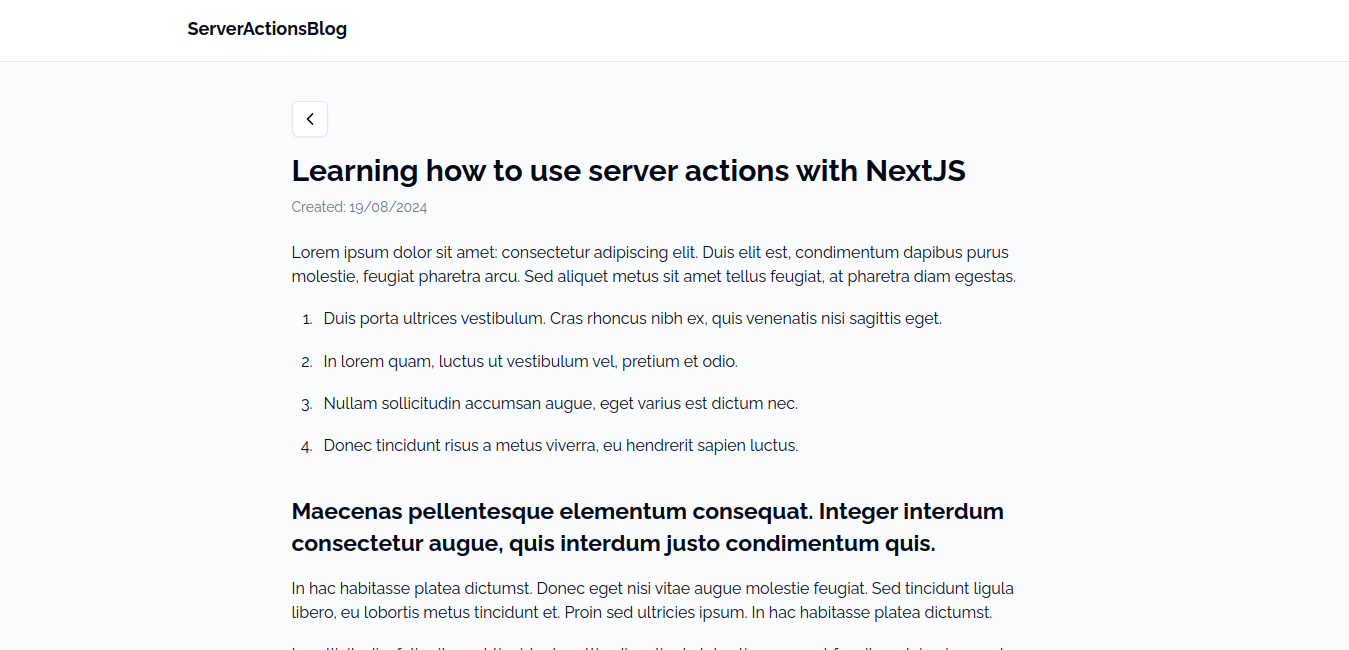 ServerActionsBlog
Learning how to use server actions with NextJS
Created: 19/08/2024
Lorem ipsum dolor sit amet: consectetur adipiscing elit. Duis elit est, condimentum dapibus purus
molestie, feugiat pharetra arcu. Sed aliquet metus sit amet tellus feugiat, at pharetra diam egestas.
1. Duis porta ultrices vestibulum. Cras rhoncus nibh ex, quis venenatis nisi sagittis eget.
2. In lorem quam, luctus ut vestibulum vel, pretium et odio.
3. Nullam sollicitudin accumsan augue, eget varius est dictum nec.
4. Donec tincidunt risus a metus viverra, eu hendrerit sapien luctus.
Maecenas pellentesque elementum consequat. Integer interdum
consectetur augue, quis interdum justo condimentum quis.
In hac habitasse platea dictumst. Donec eget nisi vitae augue molestie feugiat. Sed tincidunt ligula
libero, eu lobortis metus tincidunt et. Proin sed ultricies ipsum. In hac habitasse platea dictumst.